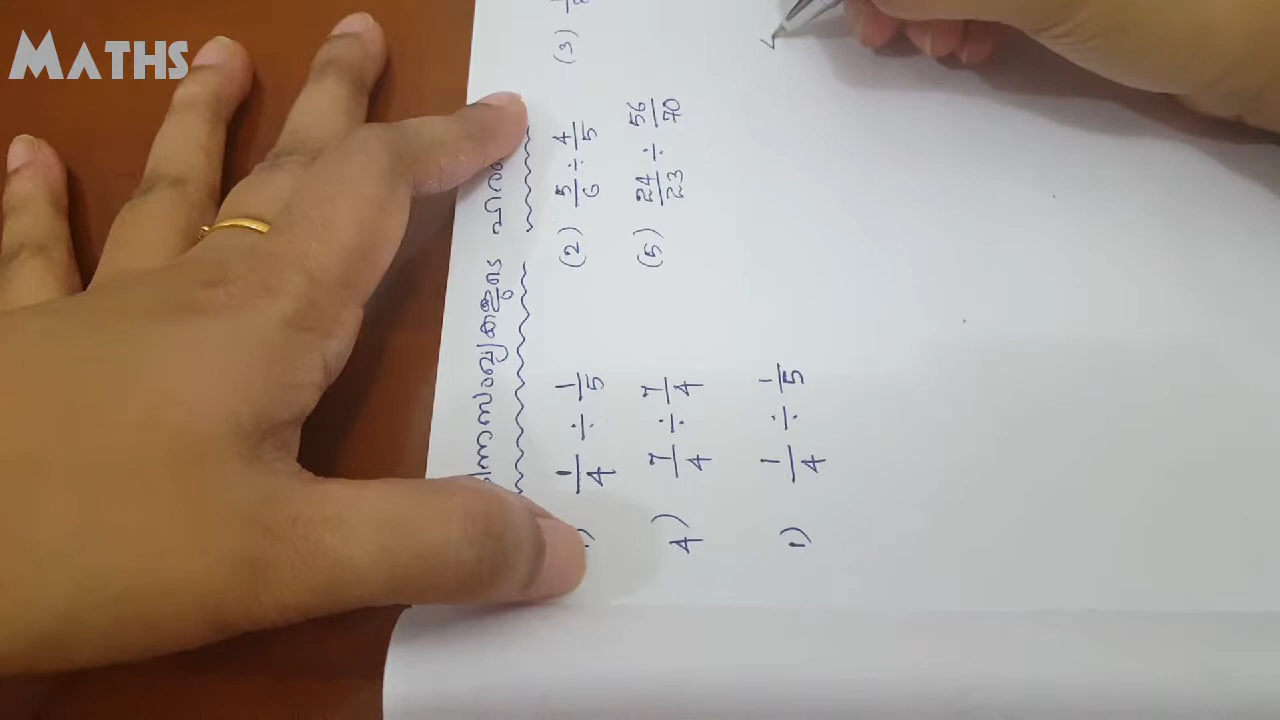 MATHS
ഭിന്നസംഖ്യകളുടെ
1/4 ÷ 1/5 (2) 5/6 ÷ 4/5 (3)
4) 7/4 ÷ 7/4 (5) 24/23 ÷ 56/70
1) 1/4 ÷ 1/5